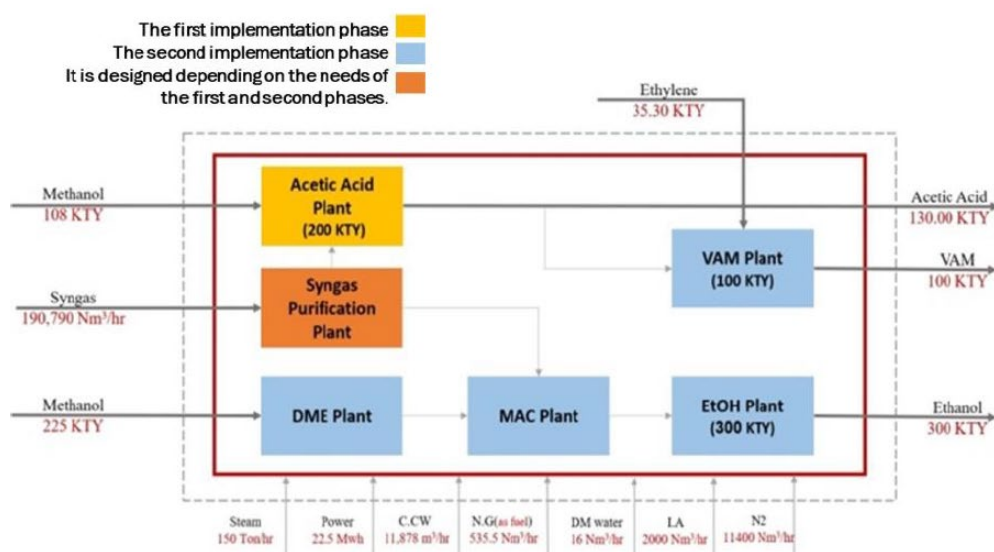 The first implementation phase
The second implementation phase
It is designed depending on the needs of
the first and second phases.
Ethylene
35.30 KTY
Methanol
108 KTY
Acetic Acid
Plant
(200 KTY)
Acetic Acid
130.00 KTY
VAM Plant
(100 KTY)
VAM
100 KTY
Syngas
190,790 Nm³/hr
Syngas
Purification
Plant
Methanol
225 KTY
DME Plant
MAC Plant
EtOH Plant
(300 KTY)
Ethanol
300 KTY
Steam
150 Ton/hr
Power
22.5 Mwh
C.CW
11,878 m³/hr
N.G(as fuel)
535.5 Nm³/hr
DM water
16 Nm³/hr
LA
2000 Nm³/hr
N2
11400 Nm³/hr